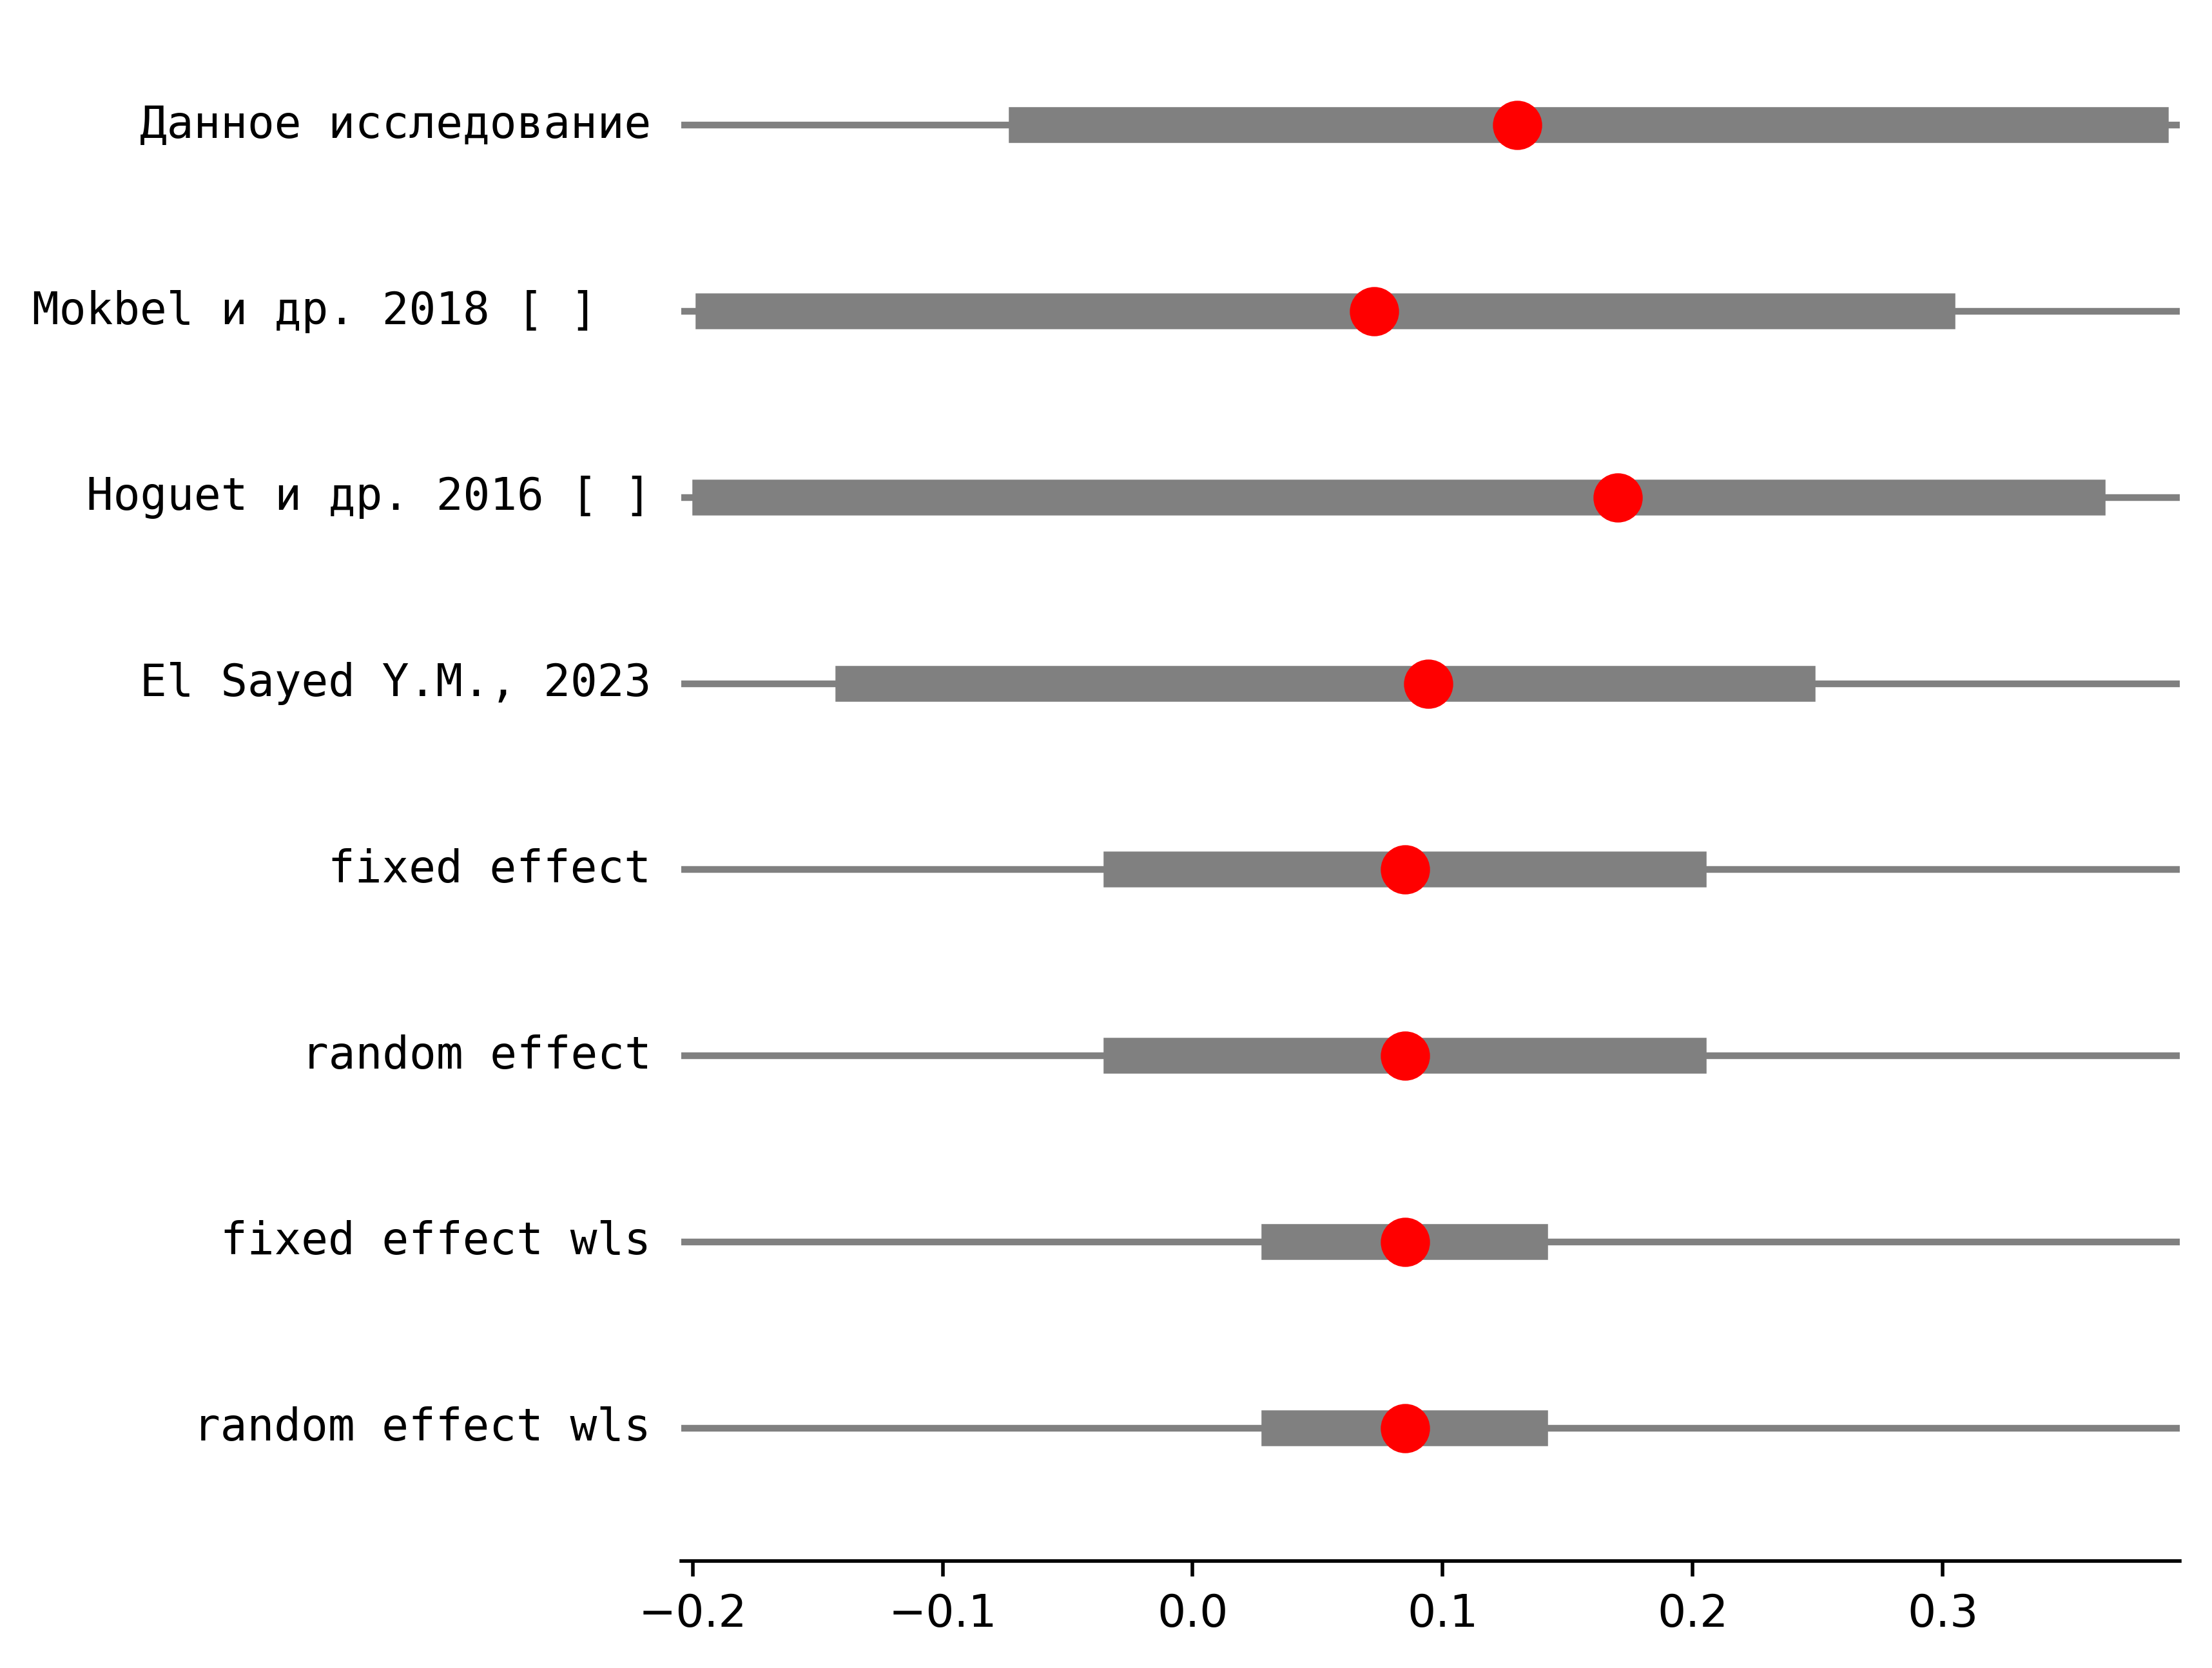 Данное исследование
Mokbel и др. 2018 [ ]
Hoguet и др. 2016 [ ]
El Sayed Y.M., 2023
fixed effect
random effect
fixed effect wls
random effect wls
−0.2 −0.1 0.0 0.1 0.2 0.3